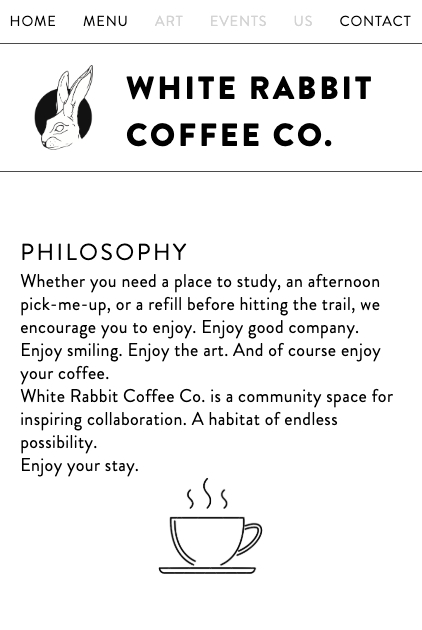 HOME MENU ART EVENTS US CONTACT
WHITE RABBIT
COFFEE CO.
PHILOSOPHY
Whether you need a place to study, an afternoon
pick-me-up, or a refill before hitting the trail, we
encourage you to enjoy. Enjoy good company.
Enjoy smiling. Enjoy the art. And of course enjoy
your coffee.
White Rabbit Coffee Co. is a community space for
inspiring collaboration. A habitat of endless
possibility.
Enjoy your stay.